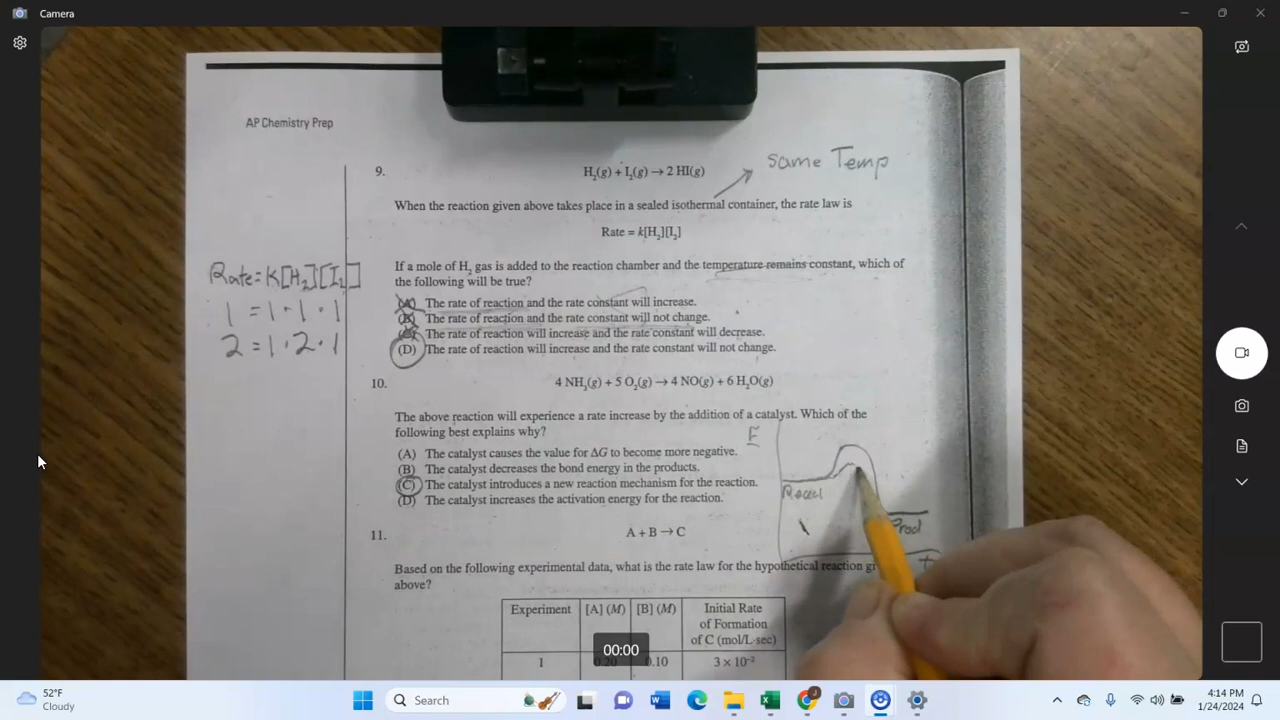 Camera
AP Chemistry Prep
same Temp
9.
H₂(g) + I₂(g) → 2 HI(g)
When the reaction given above takes place in a sealed isothermal container, the rate law is
Rate = k[H₂][I₂]
If a mole of H₂ gas is added to the reaction chamber and the temperature remains constant, which of
the following will be true?
(A) The rate of reaction and the rate constant will increase.
(B) The rate of reaction and the rate constant will not change.
(C) The rate of reaction will increase and the rate constant will decrease.
(D) The rate of reaction will increase and the rate constant will not change.
Rate=K[H₂][I₂]
1 = 1 · 1 · 1
2 = 1 · 2 · 1
10.
4 NH₃(g) + 5 O₂(g) → 4 NO(g) + 6 H₂O(g)
The above reaction will experience a rate increase by the addition of a catalyst. Which of the
following best explains why?
(A) The catalyst causes the value for ΔG to become more negative.
(B) The catalyst decreases the bond energy in the products.
(C) The catalyst introduces a new reaction mechanism for the reaction.
(D) The catalyst increases the activation energy for the reaction.
E
React
Prod
t
11.
A + B → C
Based on the following experimental data, what is the rate law for the hypothetical reaction
above?
Experiment [A] (M) [B] (M) Initial Rate
of Formation
of C (mol/L·sec)
1 0.20 0.10 3 × 10⁻²
00:00
52°F
Cloudy
Search
4:14 PM
1/24/2024